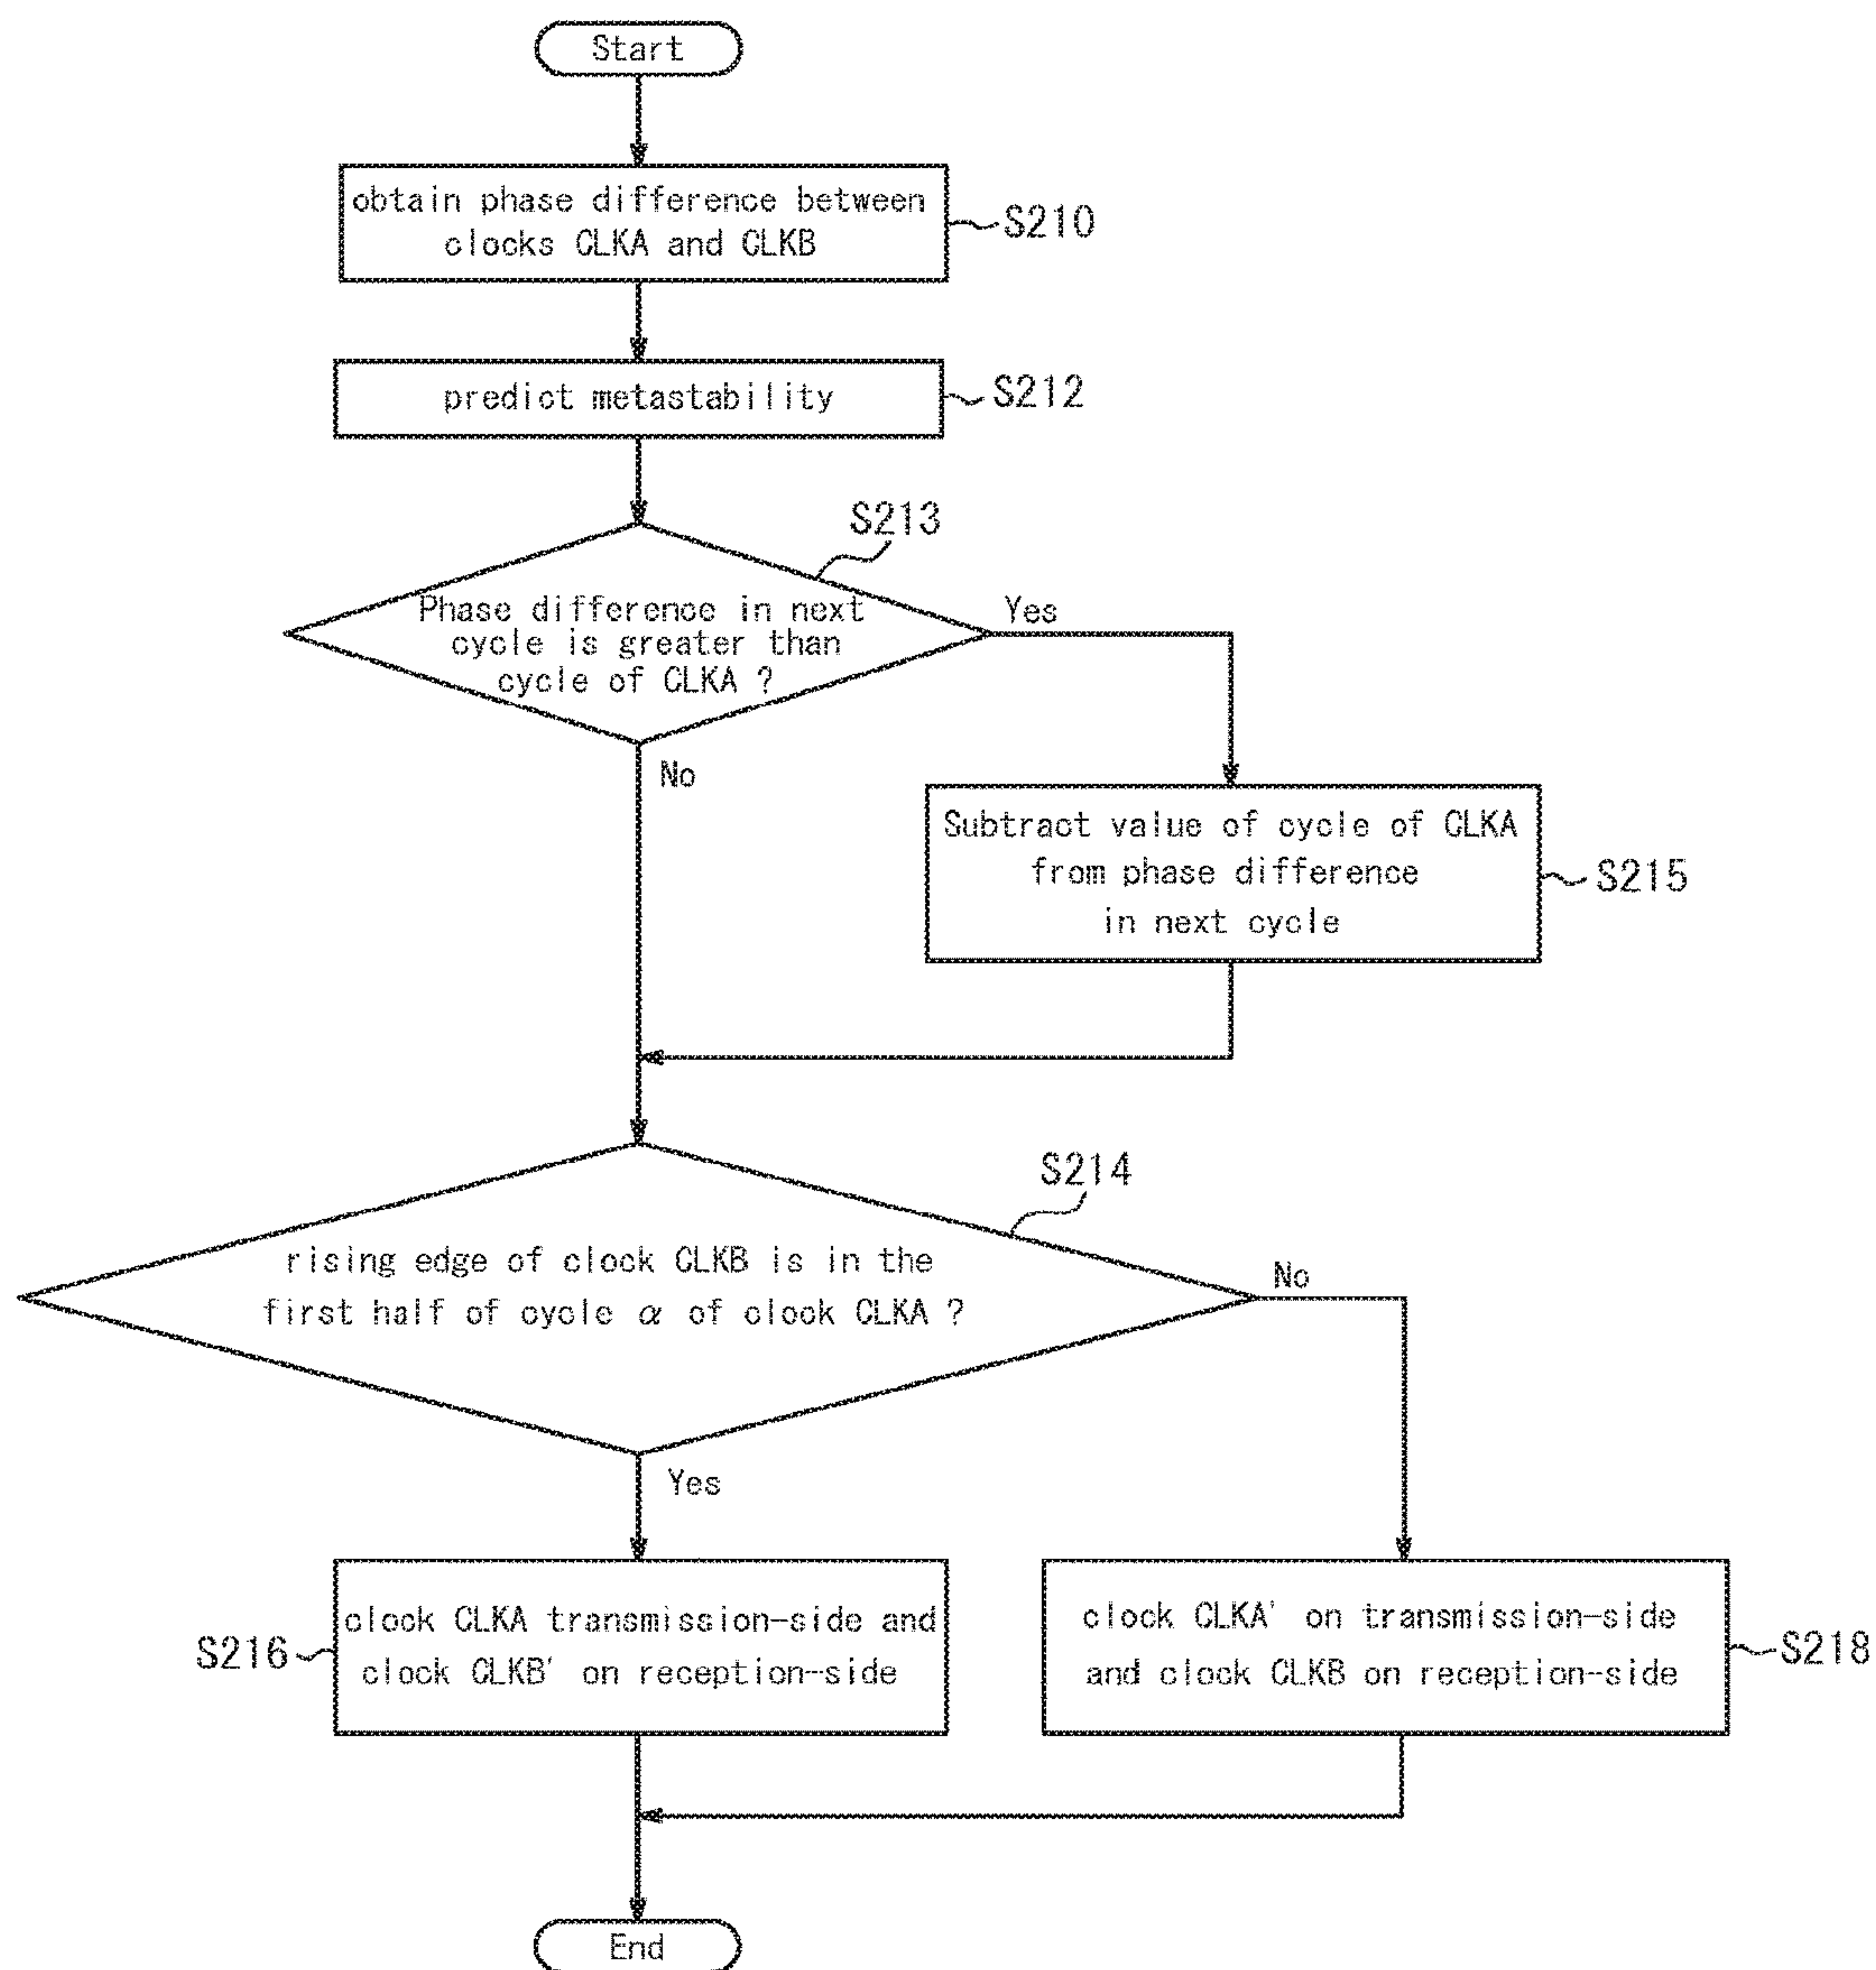 Start
obtain phase difference between
clocks CLKA and CLKB
S210
predict metastability
S212
S213
Phase difference in next
cycle is greater than
cycle of CLKA ?
Yes
No
Subtract value of cycle of CLKA
from phase difference
in next cycle
S215
S214
rising edge of clock CLKB is in the
first half of cycle α of clock CLKA ?
No
Yes
S216
clock CLKA transmission-side and
clock CLKB' on reception-side
clock CLKA' on transmission-side
and clock CLKB on reception-side
S218
End